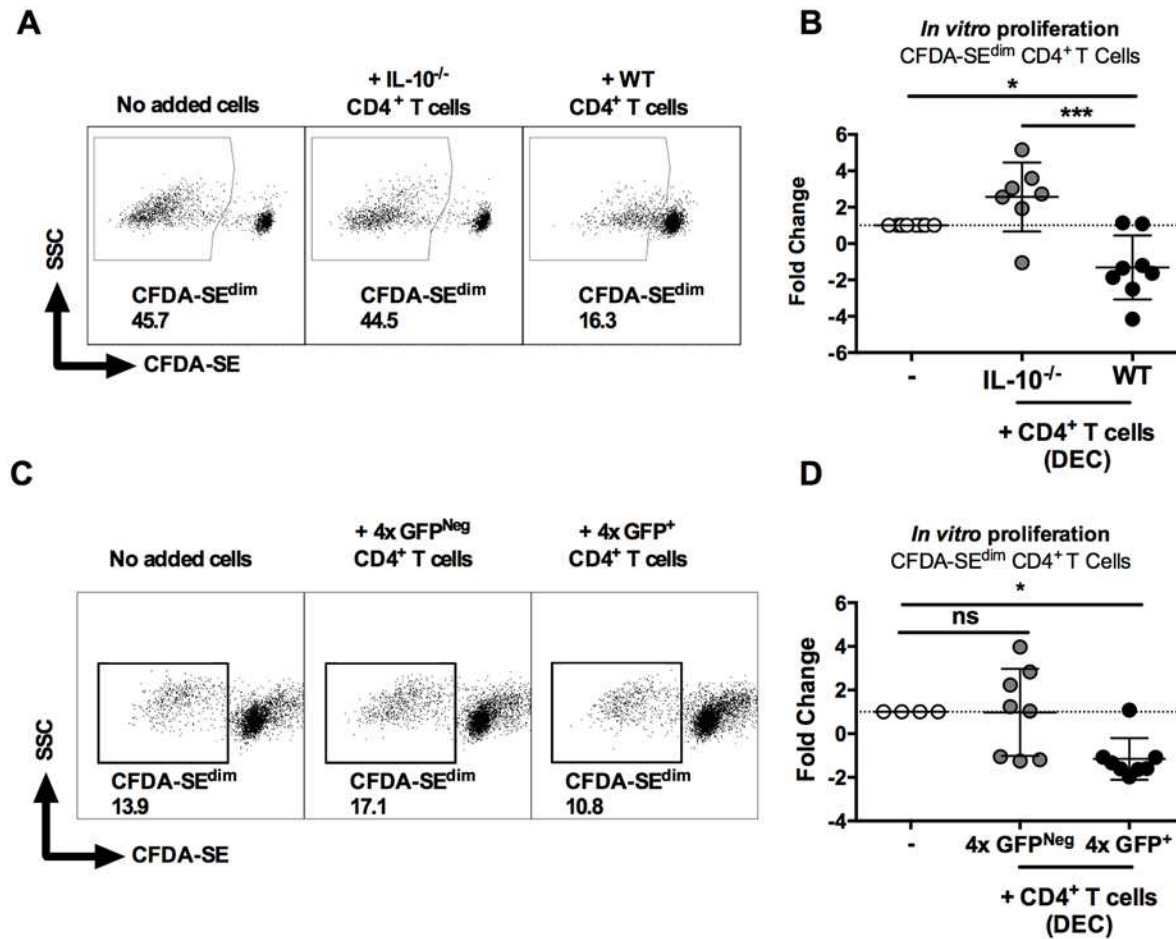 A
No added cells
+ IL-10-/-
CD4+ T cells
+ WT
CD4+ T cells
SSC
CFDA-SEdim
45.7
CFDA-SEdim
44.5
CFDA-SEdim
16.3
CFDA-SE
B
In vitro proliferation
CFDA-SEdim CD4+ T Cells
*
***
Fold Change
6
4
2
0
-2
-4
-6
-
IL-10-/-
WT
+ CD4+ T cells
(DEC)
C
No added cells
+ 4x GFPNeg
CD4+ T cells
+ 4x GFP+
CD4+ T cells
SSC
CFDA-SEdim
13.9
CFDA-SEdim
17.1
CFDA-SEdim
10.8
CFDA-SE
D
In vitro proliferation
CFDA-SEdim CD4+ T Cells
*
ns
Fold Change
6
4
2
0
-2
-4
-
4x GFPNeg
4x GFP+
+ CD4+ T cells
(DEC)